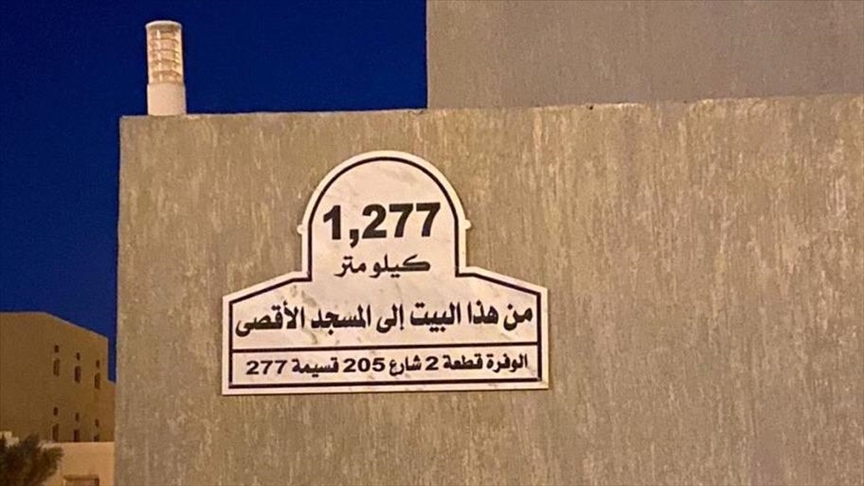 1,277
كيلو متر
من هذا البيت إلى المسجد الأقصى
الوفرة قطعة 2 شارع 205 قسيمة 277